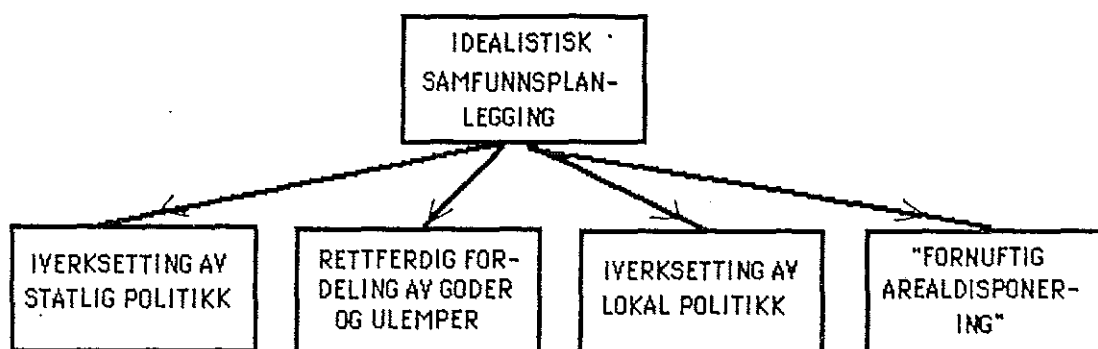 IDEALISTISK
SAMFUNNSPLAN-
LEGGING
IVERKSETTING AV
STATLIG POLITIKK
RETTFERDIG FOR-
DELING AV GODER
OG ULEMPER
IVERKSETTING AV
LOKAL POLITIKK
"FORNUFTIG
AREALDISPONER-
ING"